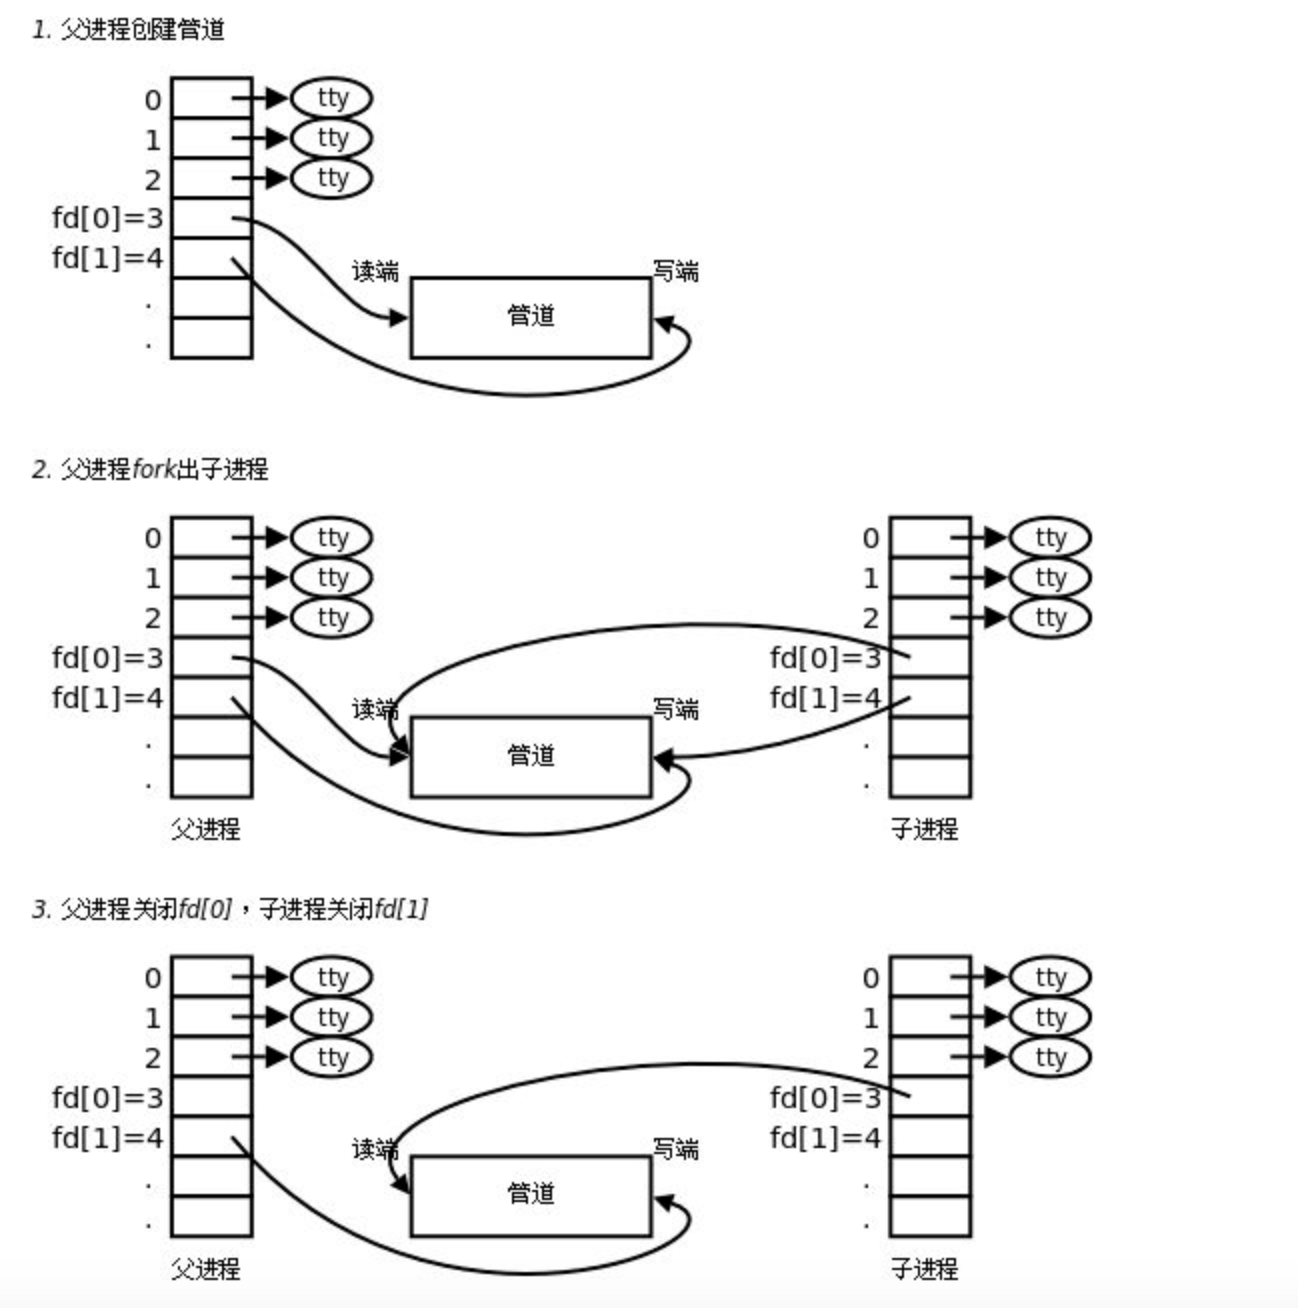 1. 父进程创建管道
0 tty
1 tty
2 tty
fd[0]=3
fd[1]=4 读端 写端
. 管道
.
2. 父进程fork出子进程
0 tty 0 tty
1 tty 1 tty
2 tty 2 tty
fd[0]=3 fd[0]=3
fd[1]=4 读端 写端 fd[1]=4
. 管道 .
. .
父进程 子进程
3. 父进程关闭fd[0]，子进程关闭fd[1]
0 tty 0 tty
1 tty 1 tty
2 tty 2 tty
fd[0]=3 fd[0]=3
fd[1]=4 读端 写端 fd[1]=4
. 管道 .
. .
父进程 子进程